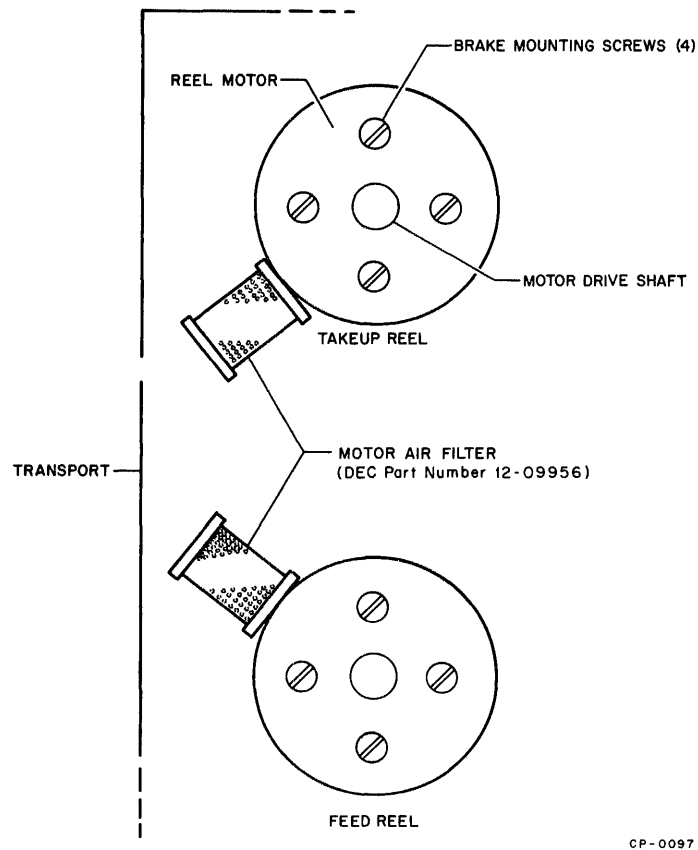 BRAKE MOUNTING SCREWS (4)
REEL MOTOR
MOTOR DRIVE SHAFT
TAKEUP REEL
MOTOR AIR FILTER
(DEC Part Number 12-09956)
TRANSPORT
FEED REEL
CP-0097